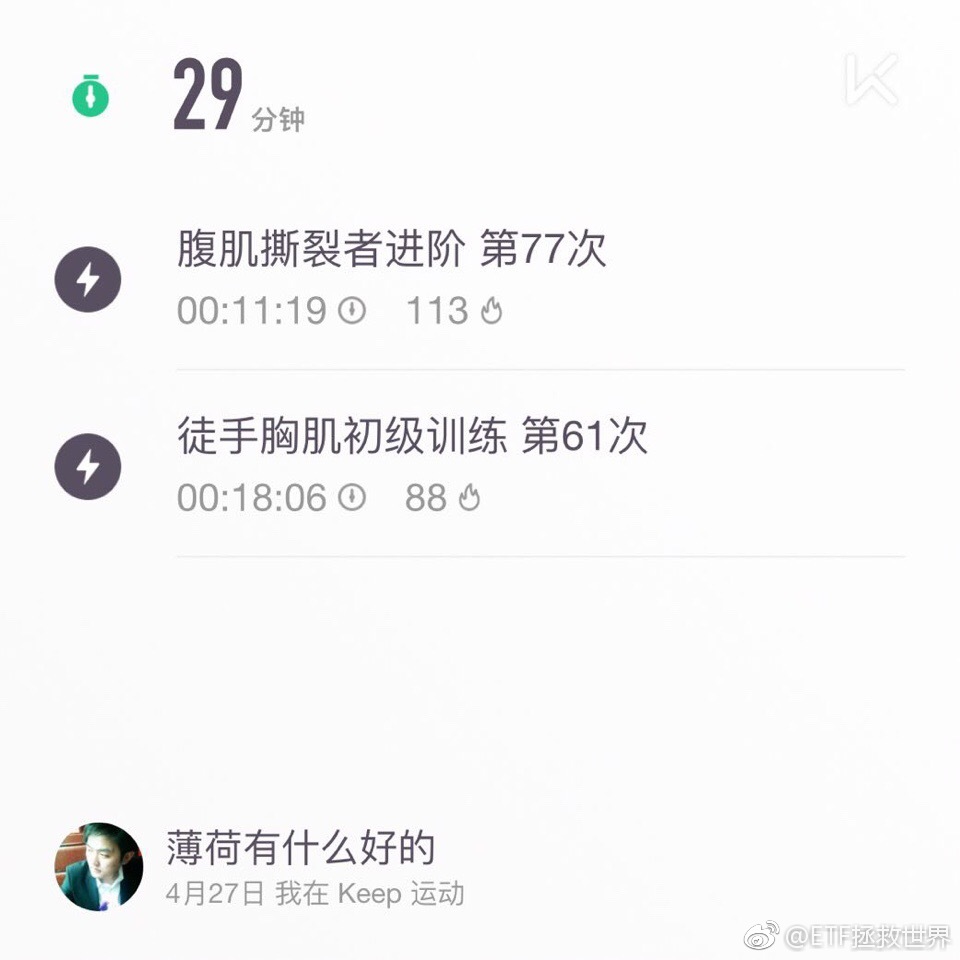 29 分钟
腹肌撕裂者进阶 第77次
00:11:19 113
徒手胸肌初级训练 第61次
00:18:06 88
薄荷有什么好的
4月27日 我在 Keep 运动
@ETF拯救世界